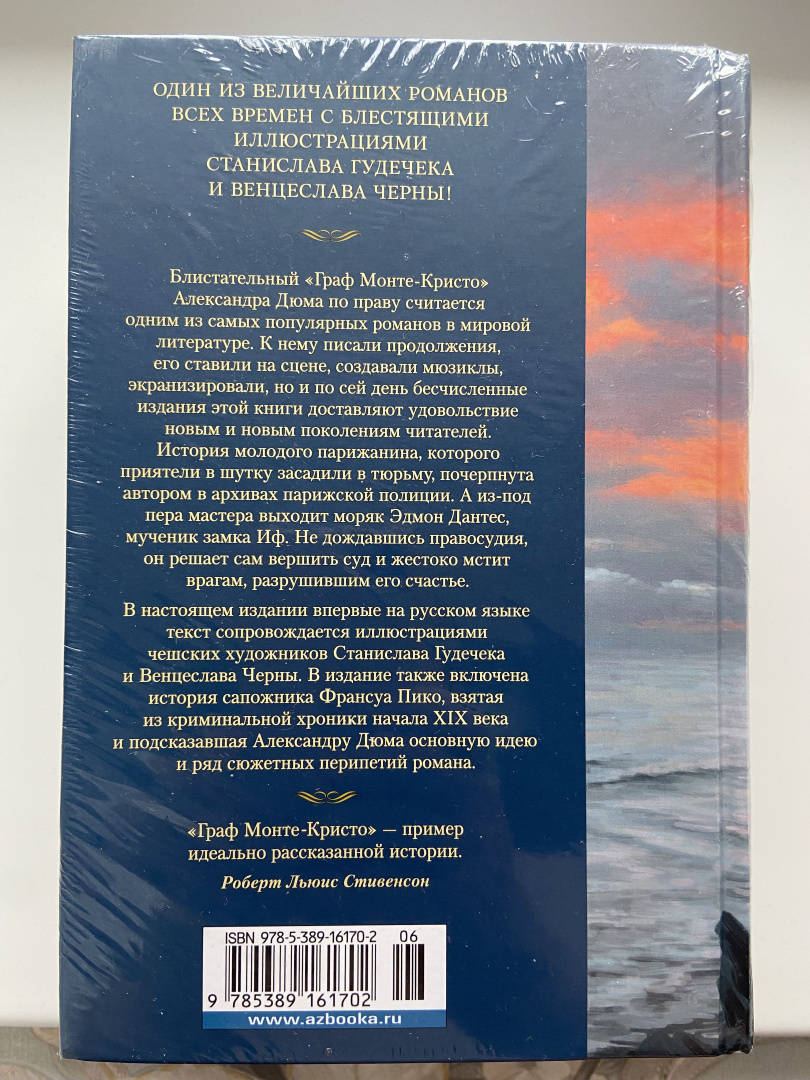 ОДИН ИЗ ВЕЛИЧАЙШИХ РОМАНОВ
ВСЕХ ВРЕМЕН С БЛЕСТЯЩИМИ
ИЛЛЮСТРАЦИЯМИ
СТАНИСЛАВА ГУДЕЧЕКА
И ВЕНЦЕСЛАВА ЧЕРНЫ!
Блистательный «Граф Монте-Кристо»
Александра Дюма по праву считается
одним из самых популярных романов в мировой
литературе. К нему писали продолжения,
его ставили на сцене, создавали мюзиклы,
экранизировали, но и по сей день бесчисленные
издания этой книги доставляют удовольствие
новым и новым поколениям читателей.
История молодого парижанина, которого
приятели в шутку засадили в тюрьму, почерпнута
автором в архивах парижской полиции. А из-под
пера мастера выходит моряк Эдмон Дантес,
мученик замка Иф. Не дождавшись правосудия,
он решает сам вершить суд и жестоко мстит
врагам, разрушившим его счастье.
В настоящем издании впервые на русском языке
текст сопровождается иллюстрациями
чешских художников Станислава Гудечека
и Венцеслава Черны. В издание также включена
история сапожника Франсуа Пико, взятая
из криминальной хроники начала XIX века
и подсказавшая Александру Дюма основную идею
и ряд сюжетных перипетий романа.
«Граф Монте-Кристо» — пример
идеально рассказанной истории.
Роберт Льюис Стивенсон
ISBN 978-5-389-16170-2 06
9 785389 161702
www.azbooka.ru